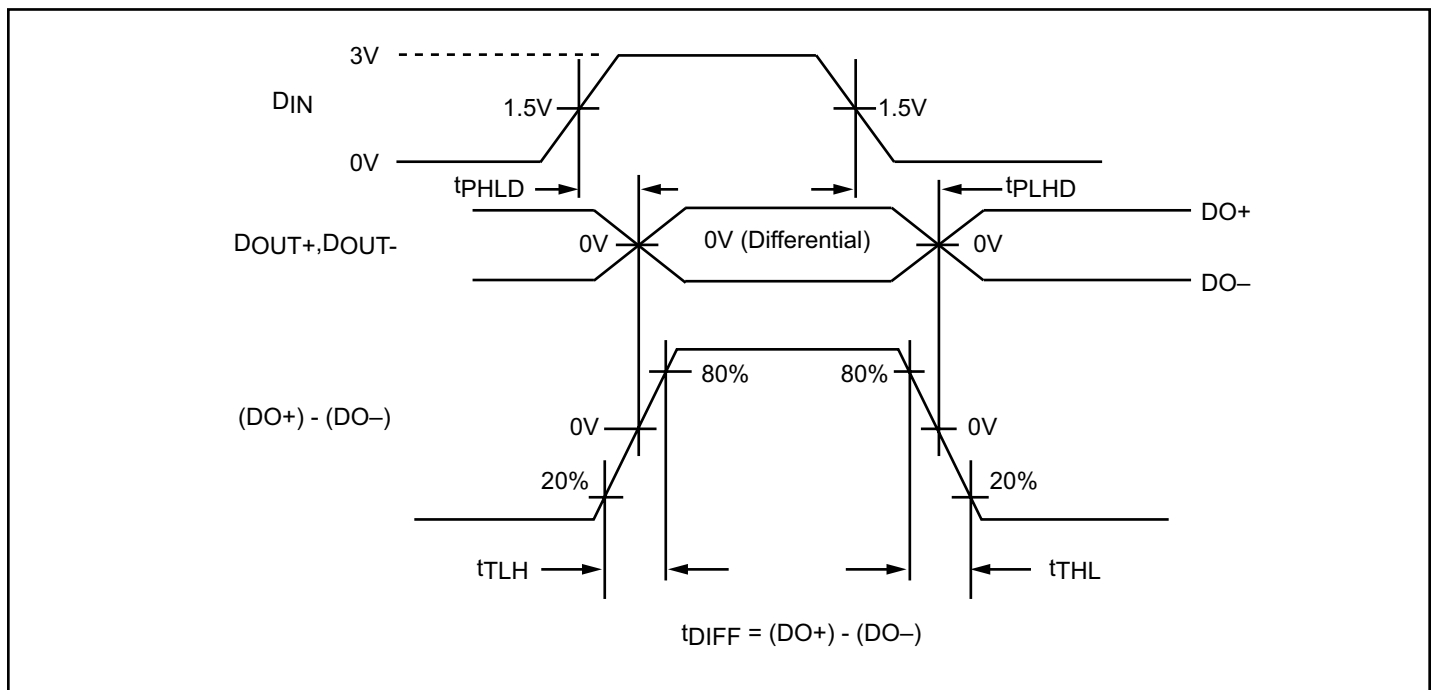 3V
DIN
1.5V
1.5V
0V
tPHLD
tPLHD
DO+
DOUT+,DOUT-
0V
0V (Differential)
0V
DO–
80%
80%
(DO+) - (DO–)
0V
0V
20%
20%
tTLH
tTHL
tDIFF = (DO+) - (DO–)